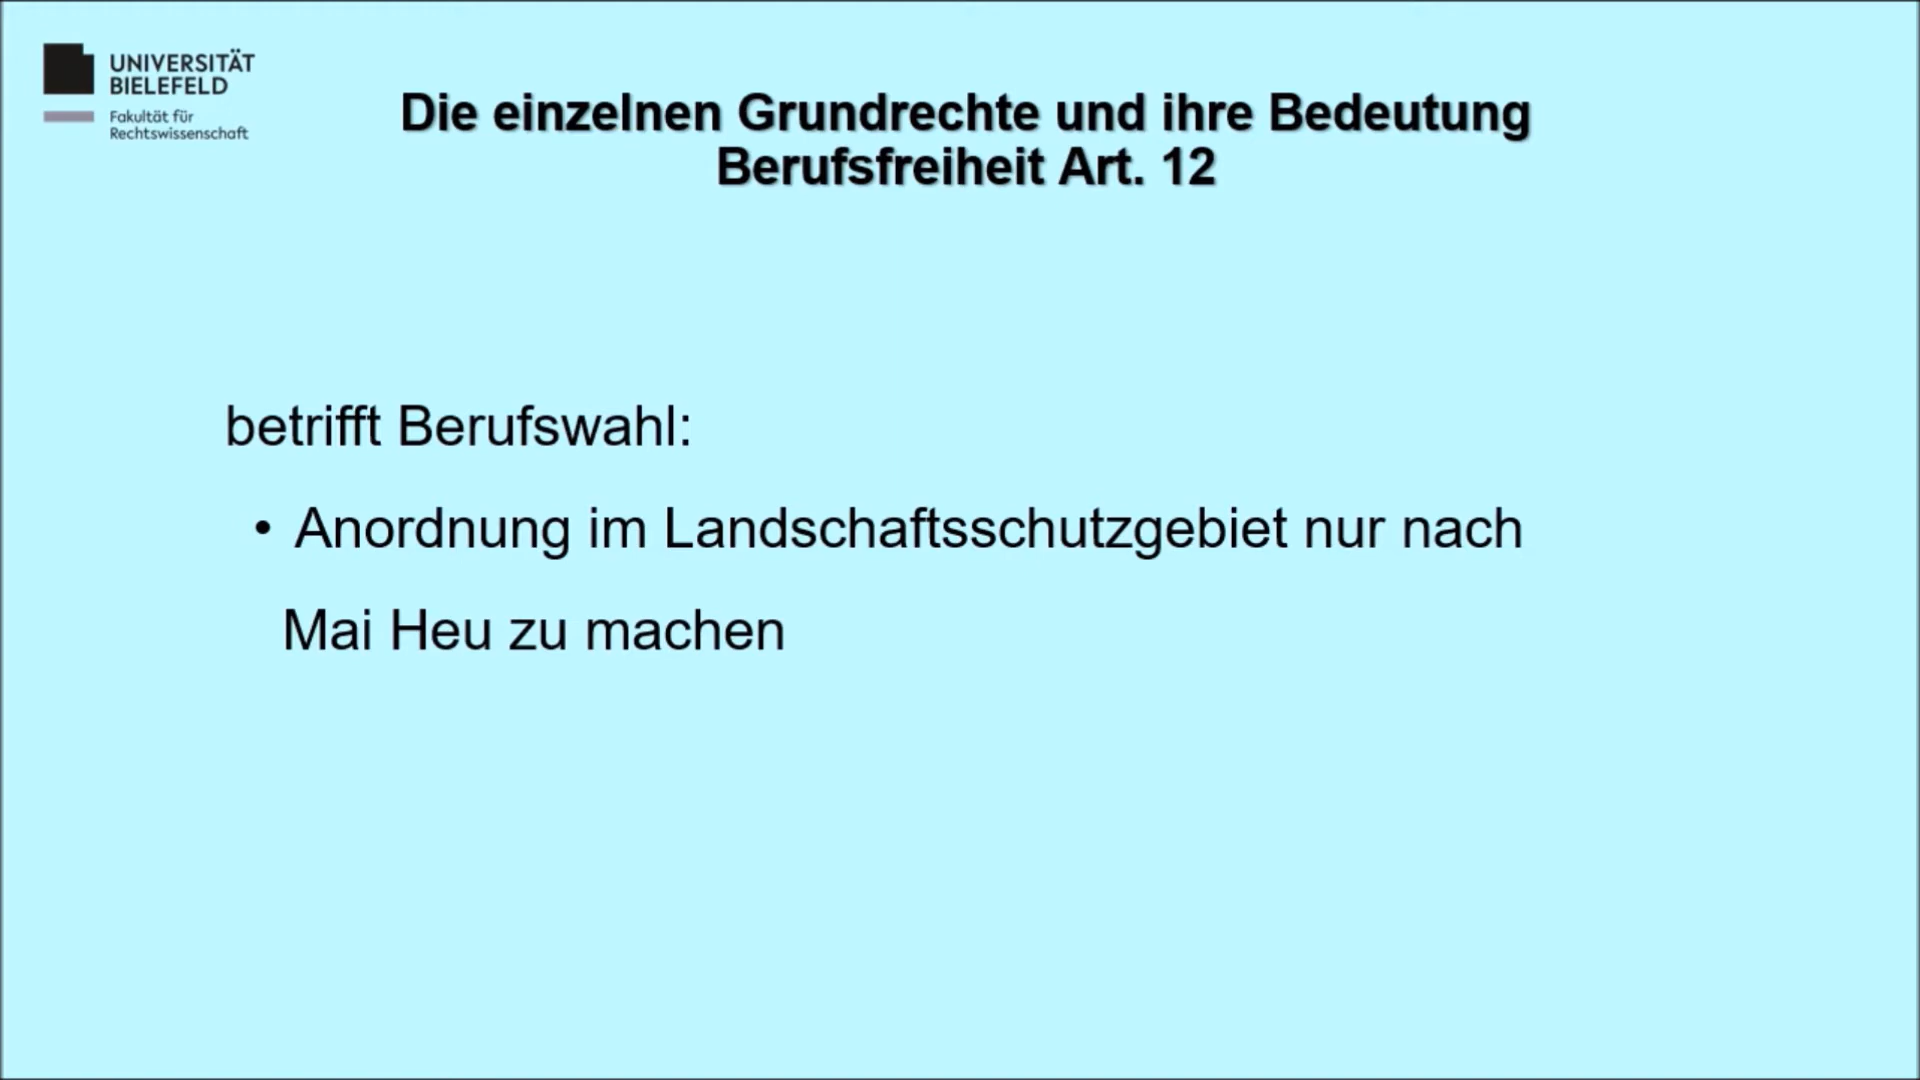 UNIVERSITÄT
BIELEFELD
Fakultät für
Rechtswissenschaft
Die einzelnen Grundrechte und ihre Bedeutung
Berufsfreiheit Art. 12
betrifft Berufswahl:
• Anordnung im Landschaftsschutzgebiet nur nach
Mai Heu zu machen